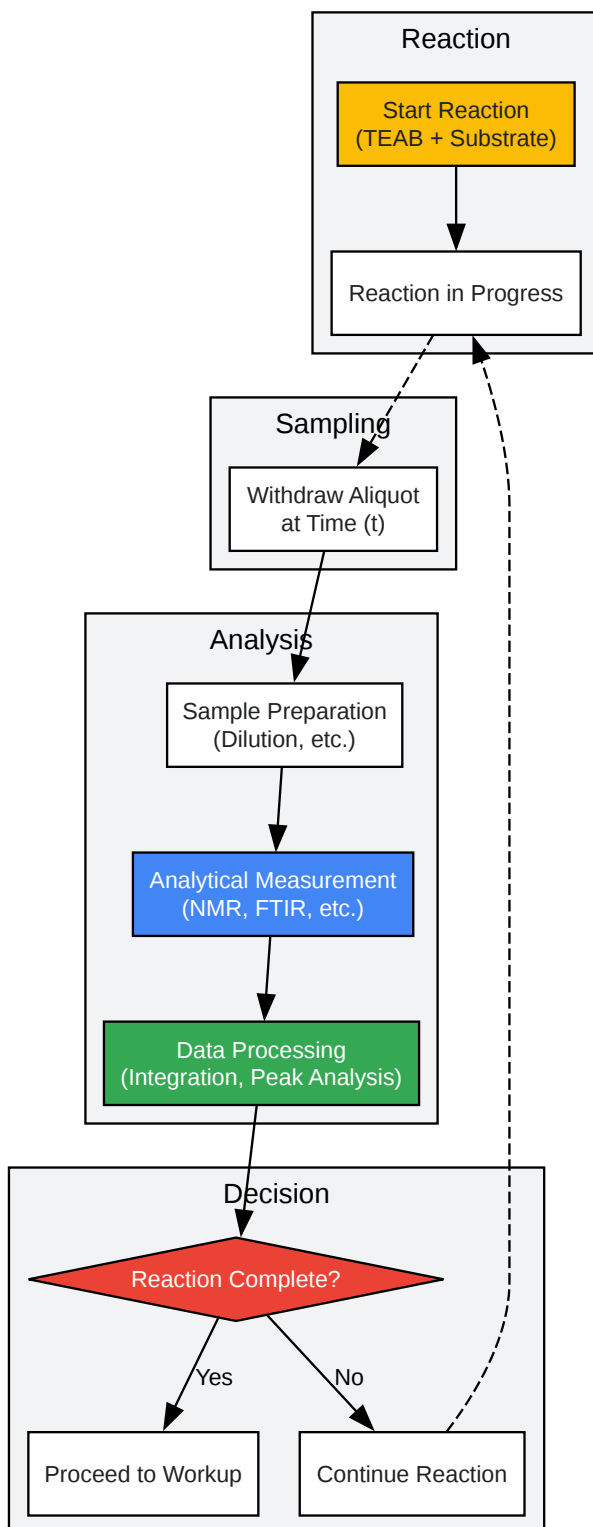 Reaction
Start Reaction
(TEAB + Substrate)
Reaction in Progress
Sampling
Withdraw Aliquot
at Time (t)
Analysis
Sample Preparation
(Dilution, etc.)
Analytical Measurement
(NMR, FTIR, etc.)
Data Processing
(Integration, Peak Analysis)
Decision
Reaction Complete?
Yes
No
Proceed to Workup
Continue Reaction